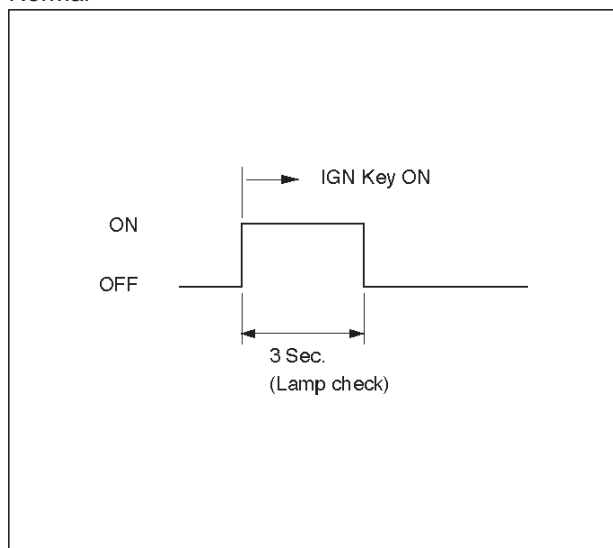 Normal
IGN Key ON
ON
OFF
3 Sec.
(Lamp check)